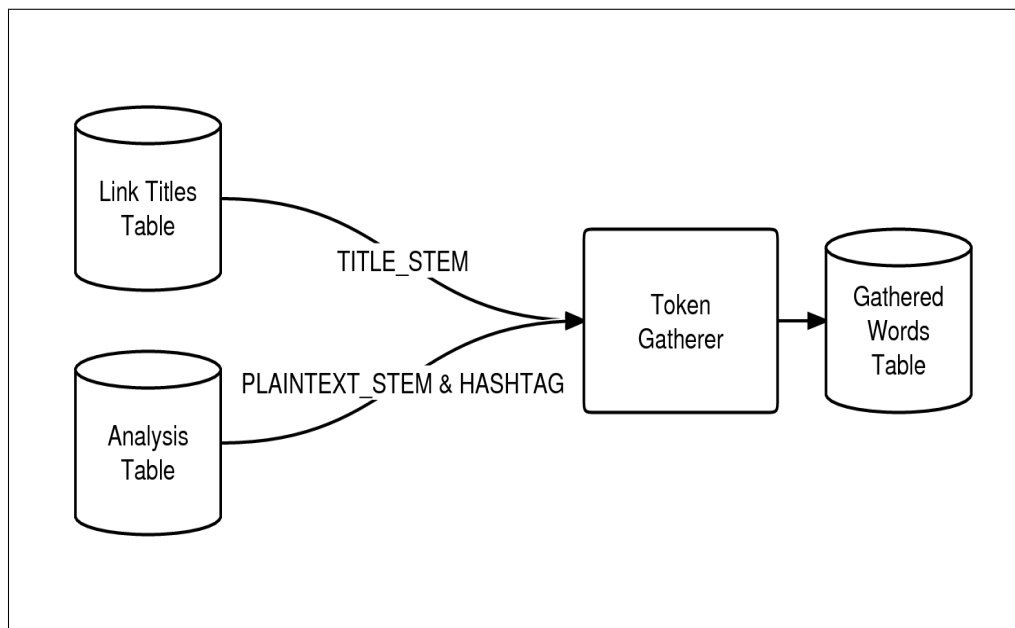 Link Titles
Table
TITLE_STEM
Token
Gatherer
Gathered
Words
Table
PLAINTEXT_STEM & HASHTAG
Analysis
Table